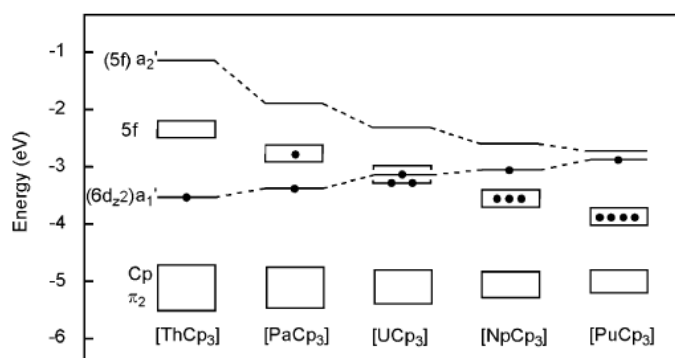 Energy (eV)
-1
-2
-3
-4
-5
-6
(5f) a₂'
5f
(6d_z2)a₁'
Cp
π₂
[ThCp₃]
[PaCp₃]
[UCp₃]
[NpCp₃]
[PuCp₃]